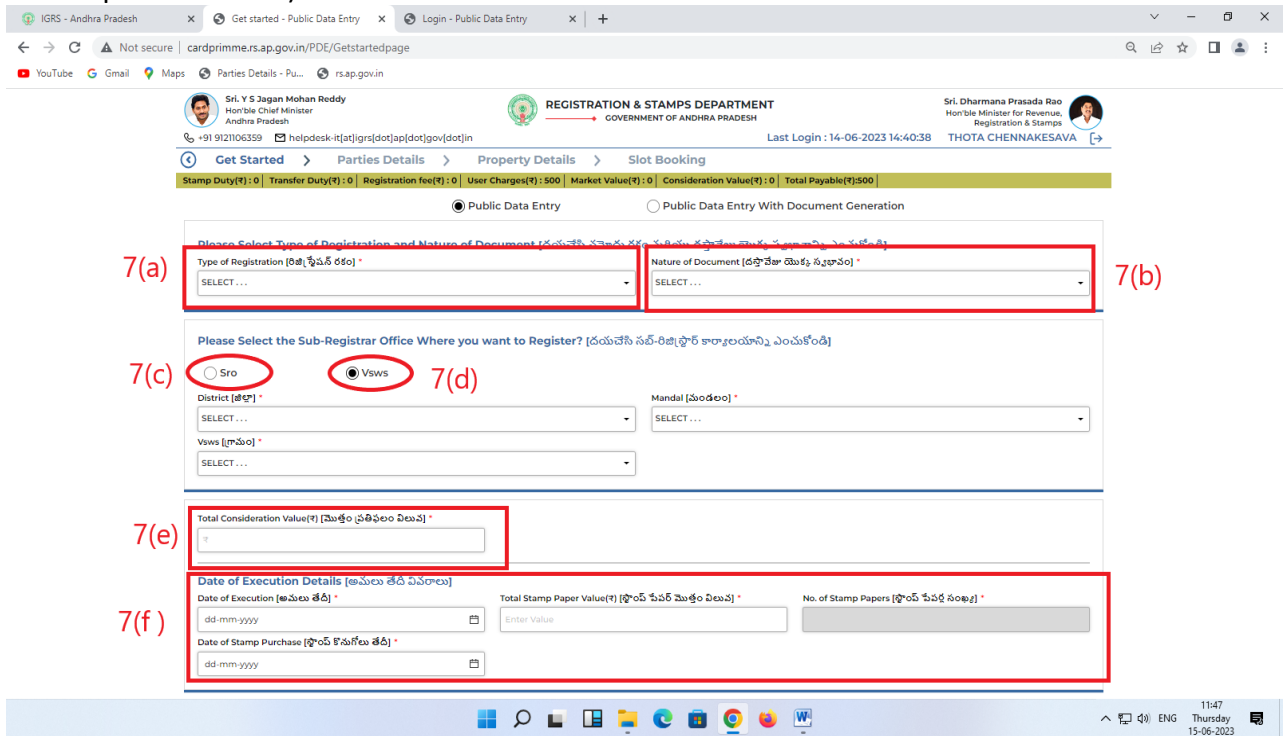 IGRS - Andhra Pradesh
Get started - Public Data Entry
Login - Public Data Entry
Not secure
cardprimme.rs.ap.gov.in/PDE/Getstartedpage
YouTube
Gmail
Maps
Parties Details - Pu...
rs.ap.gov.in
Sri. Y S Jagan Mohan Reddy
Hon'ble Chief Minister
Andhra Pradesh
REGISTRATION & STAMPS DEPARTMENT
GOVERNMENT OF ANDHRA PRADESH
Sri. Dharmana Prasada Rao
Hon'ble Minister for Revenue,
Registration & Stamps
+91 9121106359
helpdesk-it[at]igrs[dot]ap[dot]gov[dot]in
Last Login : 14-06-2023 14:40:38
THOTA CHENNAKESAVA
Get Started
Parties Details
Property Details
Slot Booking
Stamp Duty(₹) : 0
Transfer Duty(₹) : 0
Registration fee(₹) : 0
User Charges(₹) : 500
Market Value(₹) : 0
Consideration Value(₹) : 0
Total Payable(₹):500
Public Data Entry
Public Data Entry With Document Generation
Please Select Type of Registration and Nature of Document [దయచేసి నమోదు రకం మరియు దస్తావేజు యొక్క స్వభావాన్ని ఎంచుకోండి]
7(a)
Type of Registration [రిజిస్ట్రేషన్ రకం] *
SELECT . . .
Nature of Document [దస్తావేజు యొక్క స్వభావం] *
SELECT . . .
7(b)
Please Select the Sub-Registrar Office Where you want to Register? [దయచేసి సబ్-రిజిస్ట్రార్ కార్యాలయాన్ని ఎంచుకోండి]
7(c)
Sro
Vsws
7(d)
District [జిల్లా] *
SELECT . . .
Mandal [మండలం] *
SELECT . . .
Vsws [గ్రామం] *
SELECT . . .
7(e)
Total Consideration Value(₹) [మొత్తం ప్రతిఫలం విలువ] *
₹
7(f )
Date of Execution Details [అమలు తేదీ వివరాలు]
Date of Execution [అమలు తేదీ] *
dd-mm-yyyy
Total Stamp Paper Value(₹) [స్టాంప్ పేపర్ మొత్తం విలువ] *
Enter Value
No. of Stamp Papers [స్టాంప్ పేపర్ల సంఖ్య] *
Date of Stamp Purchase [స్టాంప్ కొనుగోలు తేదీ] *
dd-mm-yyyy
ENG
11:47
Thursday
15-06-2023